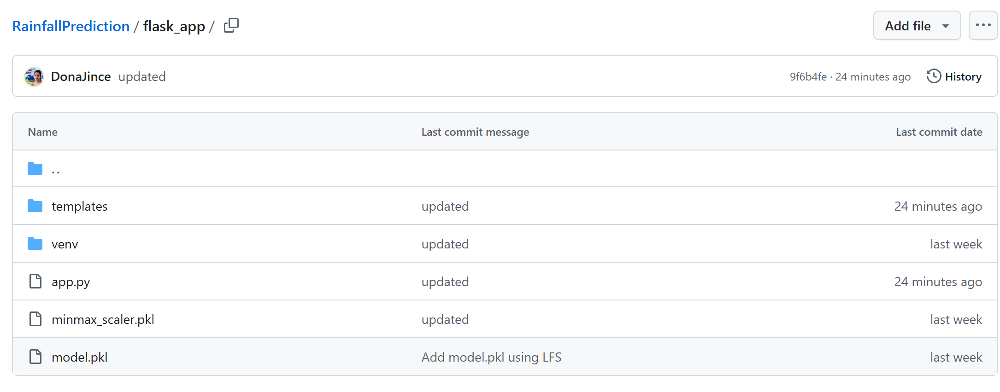 RainfallPrediction / flask_app / Add file ...
DonaJince updated 9f6b4fe · 24 minutes ago History
Name Last commit message Last commit date
..
templates updated 24 minutes ago
venv updated last week
app.py updated 24 minutes ago
minmax_scaler.pkl updated last week
model.pkl Add model.pkl using LFS last week